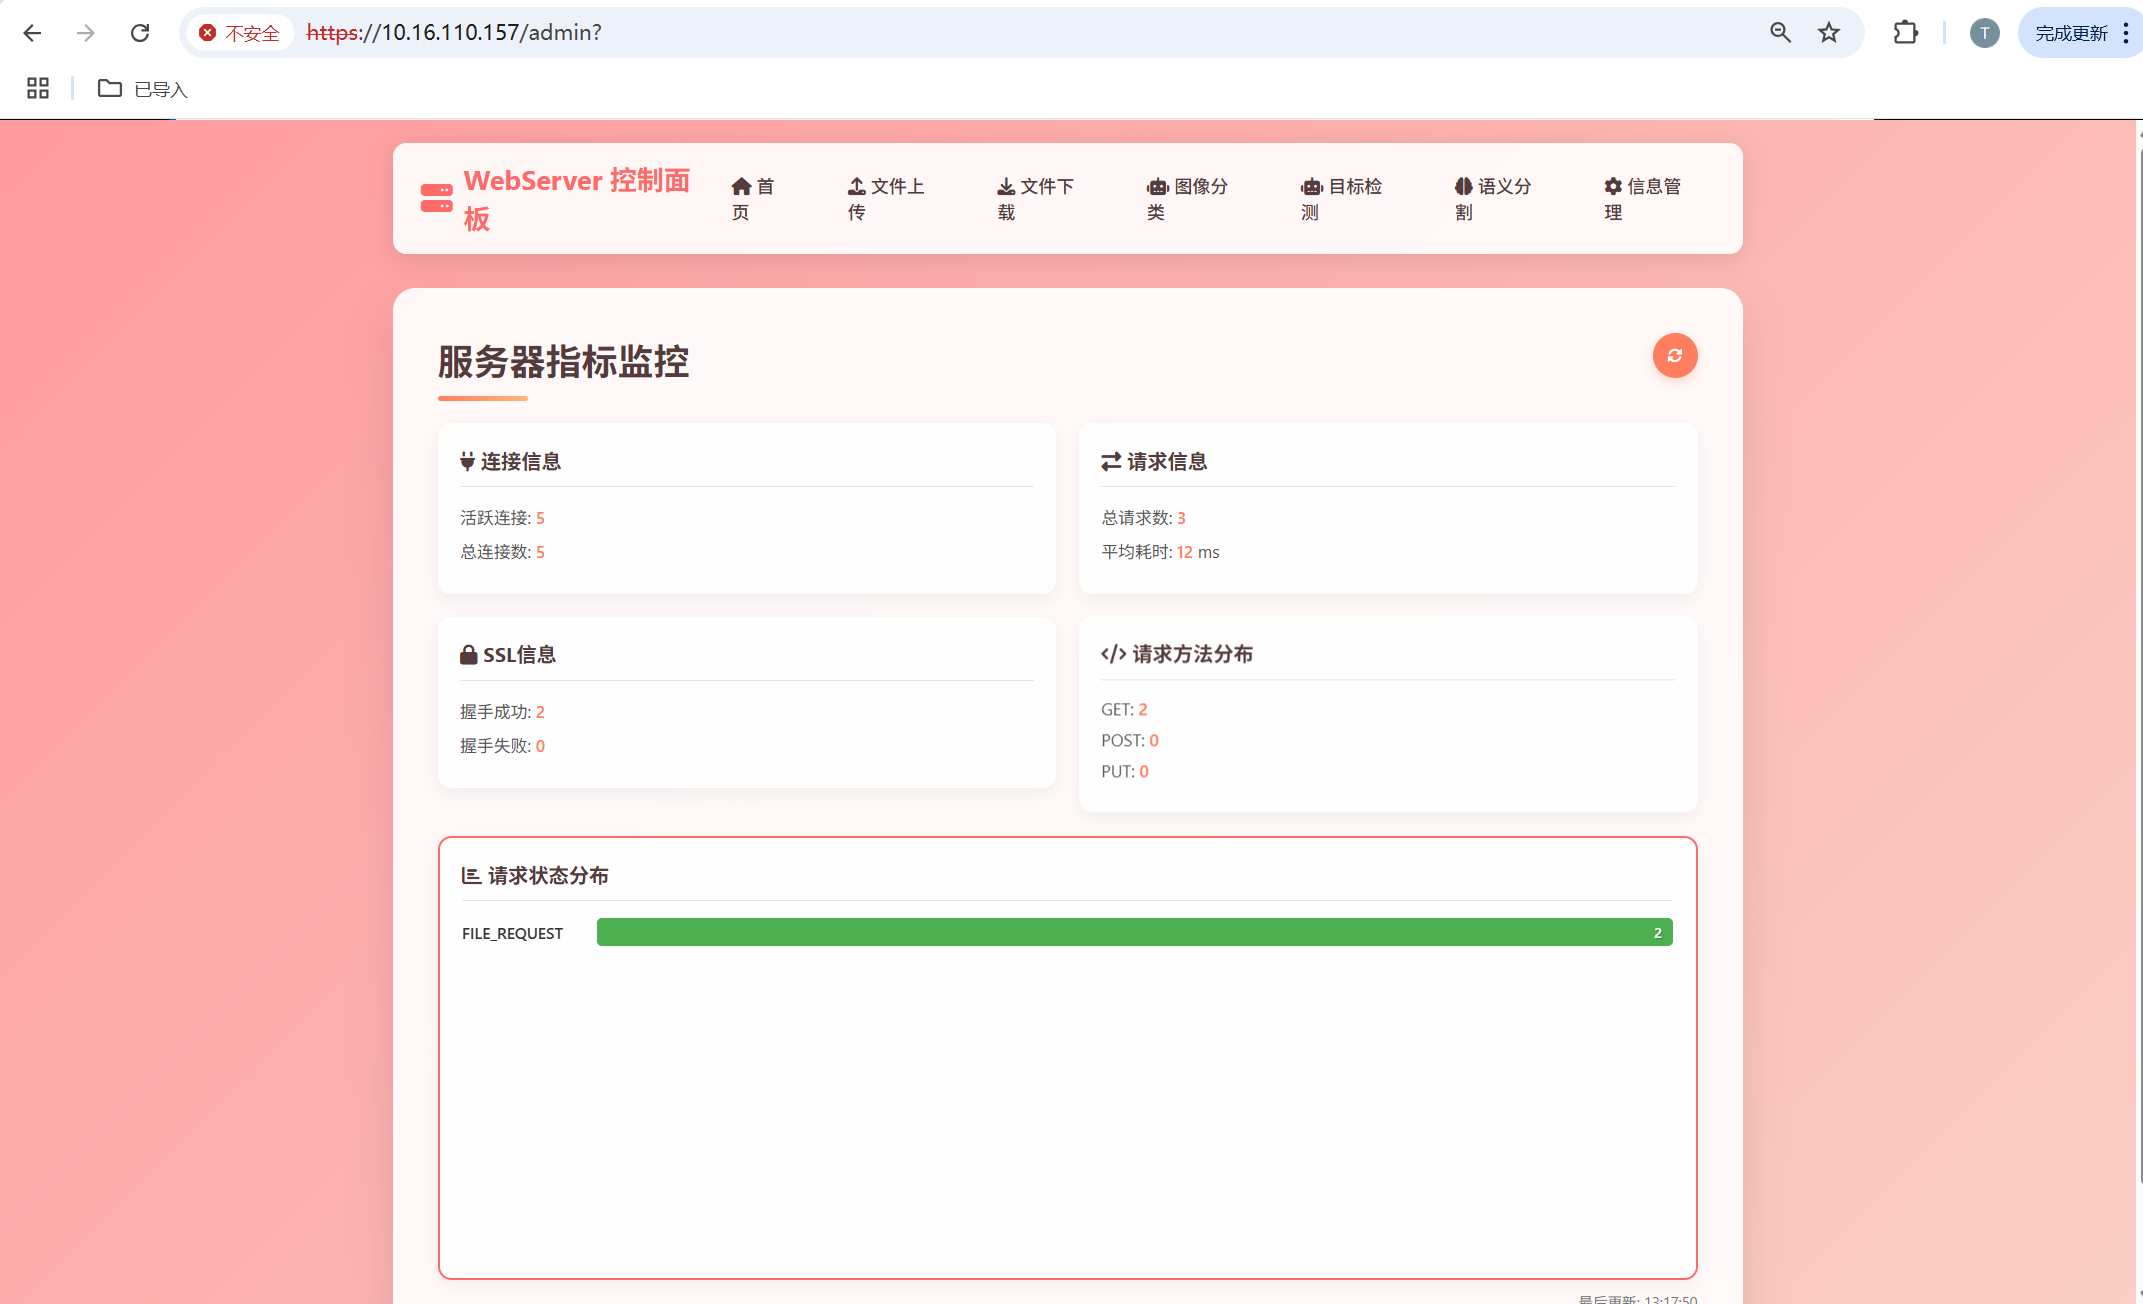 不安全 https://10.16.110.157/admin?
T
完成更新
已导入
WebServer 控制面
板
首
页
文件上
传
文件下
载
图像分
类
目标检
测
语义分
割
信息管
理
服务器指标监控
连接信息
活跃连接: 5
总连接数: 5
请求信息
总请求数: 3
平均耗时: 12 ms
SSL信息
握手成功: 2
握手失败: 0
请求方法分布
GET: 2
POST: 0
PUT: 0
请求状态分布
FILE_REQUEST 2
最后更新: 13:17:50